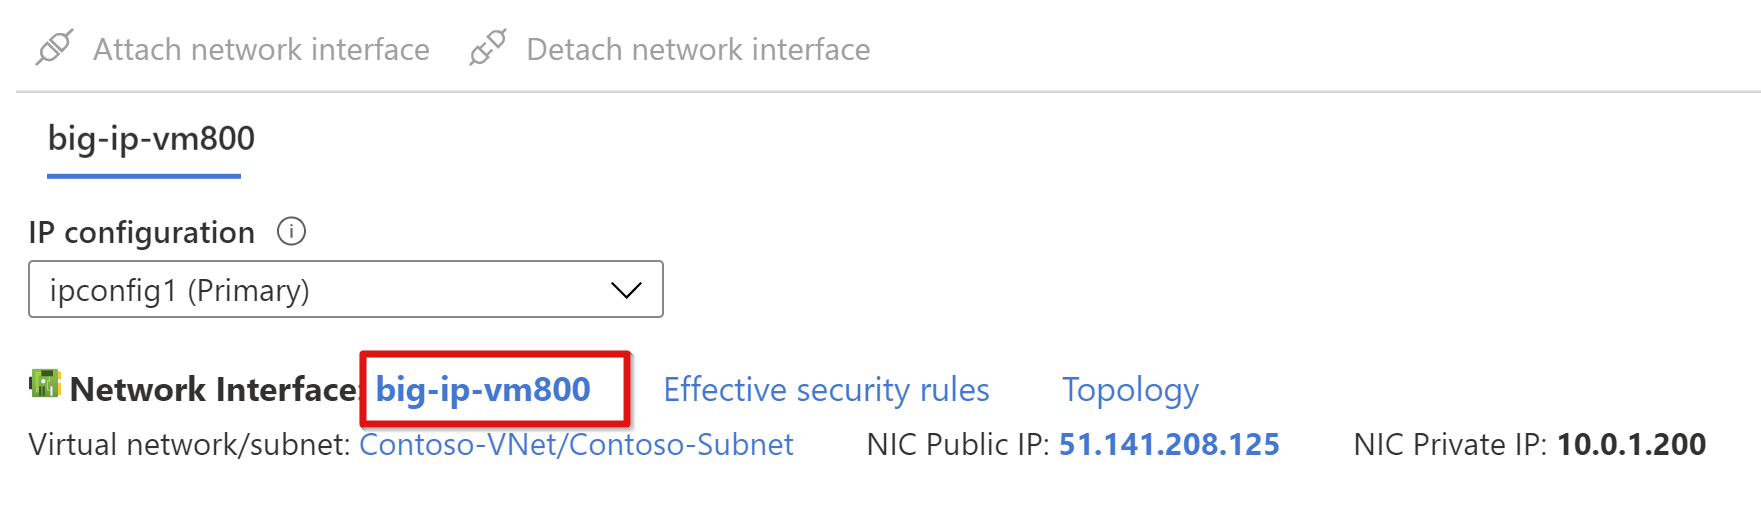 Attach network interface Detach network interface
big-ip-vm800
IP configuration
ipconfig1 (Primary)
Network Interface: big-ip-vm800 Effective security rules Topology
Virtual network/subnet: Contoso-VNet/Contoso-Subnet NIC Public IP: 51.141.208.125 NIC Private IP: 10.0.1.200